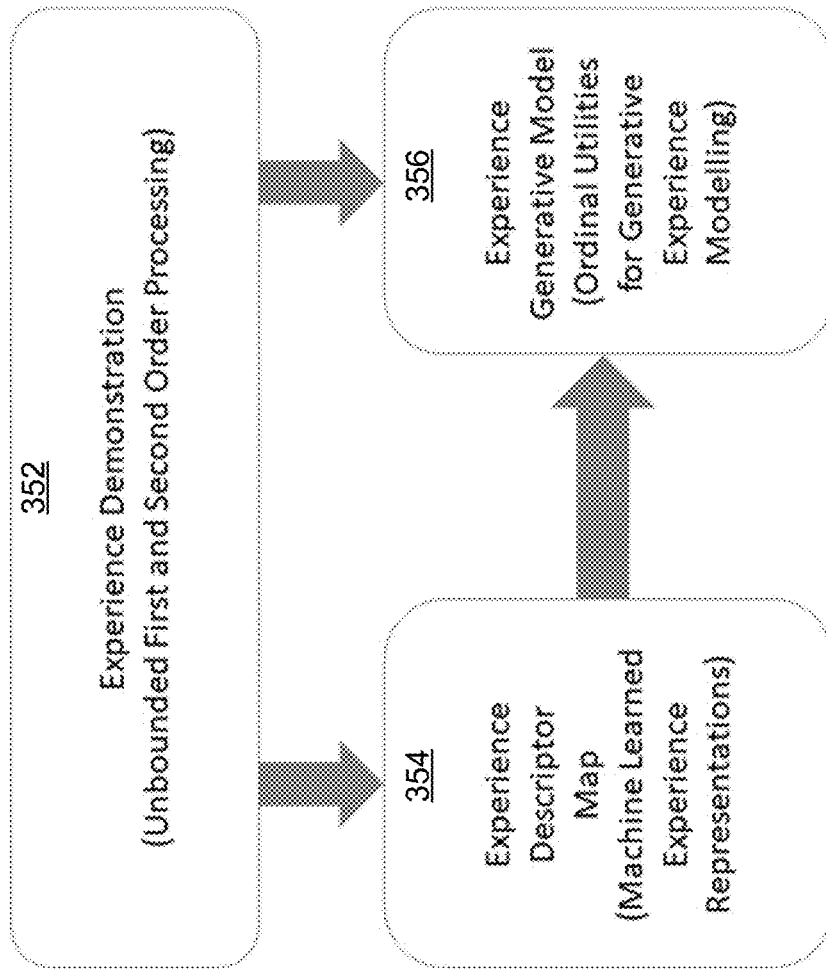 352
Experience Demonstration
(Unbounded First and Second Order Processing)
354
Experience
Descriptor
Map
(Machine Learned
Experience
Representations)
356
Experience
Generative Model
(Ordinal Utilities
for Generative
Experience
Modelling)